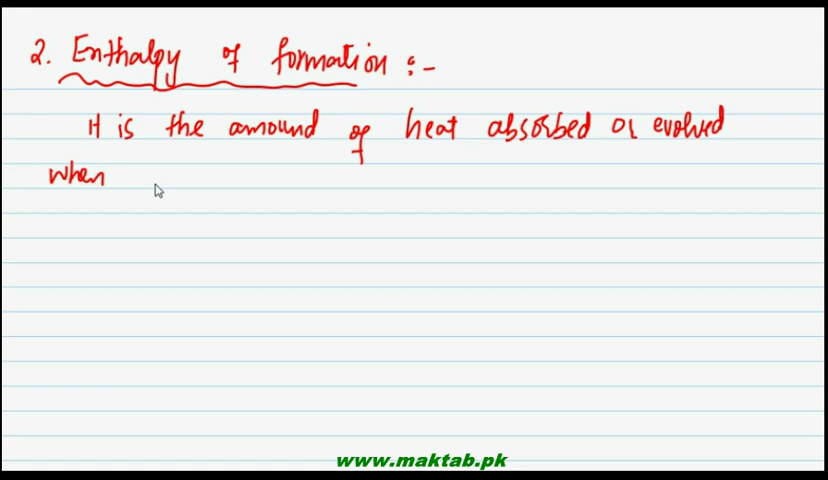 2. Enthalpy of formation :-
It is the amound of heat absorbed or evolved
when
www.maktab.pk